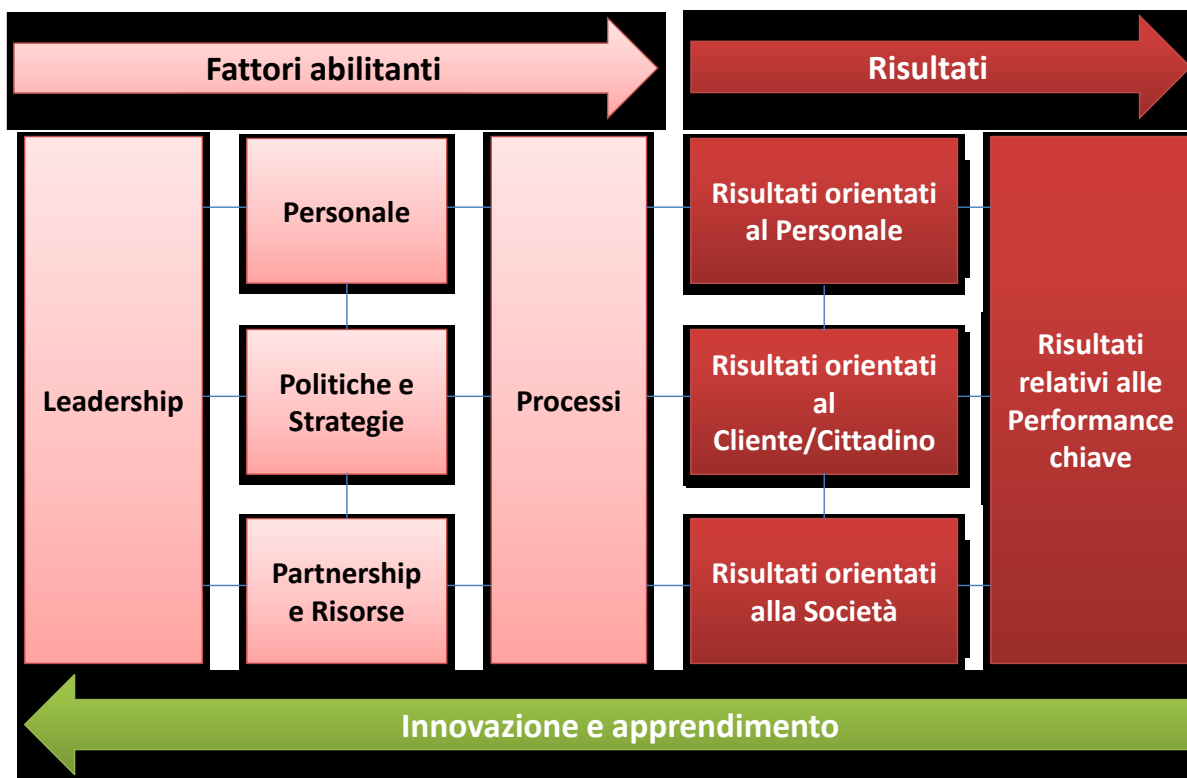 Fattori abilitanti
Risultati
Leadership
Personale
Politiche e
Strategie
Partnership
e Risorse
Processi
Risultati orientati
al Personale
Risultati orientati
al
Cliente/Cittadino
Risultati orientati
alla Società
Risultati
relativi alle
Performance
chiave
Innovazione e apprendimento